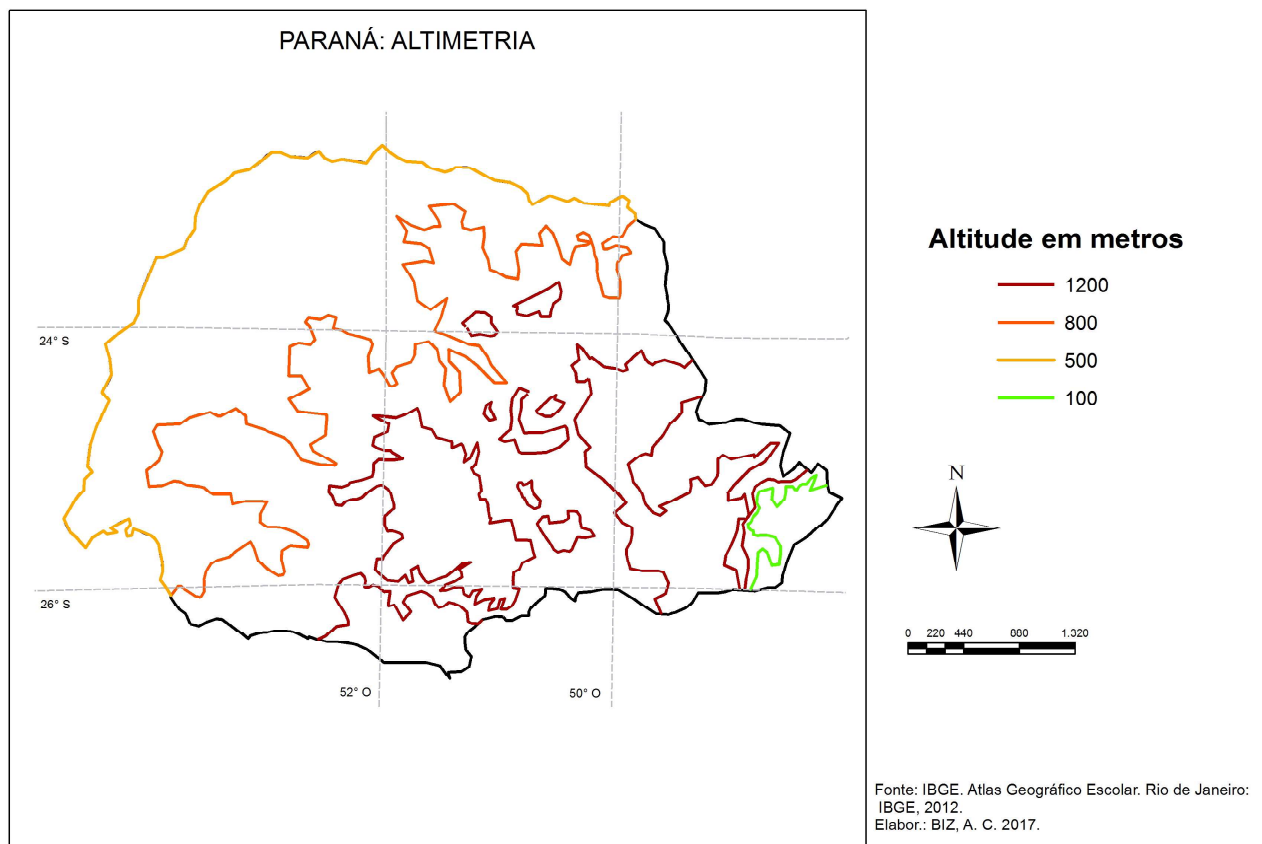 PARANÁ: ALTIMETRIA
Altitude em metros
1200
800
500
100
24° S
26° S
52° O
50° O
N
0 220 440 000 1.320
Fonte: IBGE. Atlas Geográfico Escolar. Rio de Janeiro:
IBGE, 2012.
Elabor.: BIZ, A. C. 2017.